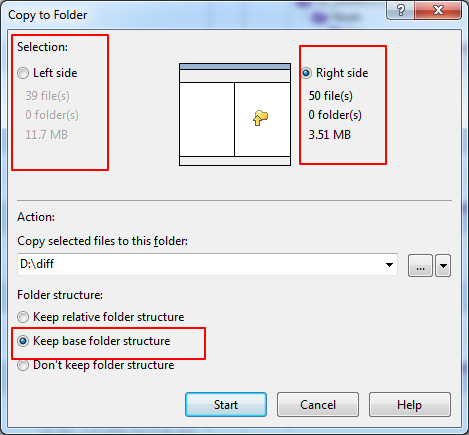 Copy to Folder
Selection:
Left side
39 file(s)
0 folder(s)
11.7 MB
Right side
50 file(s)
0 folder(s)
3.51 MB
Action:
Copy selected files to this folder:
D:\diff
...
Folder structure:
Keep relative folder structure
Keep base folder structure
Don't keep folder structure
Start Cancel Help